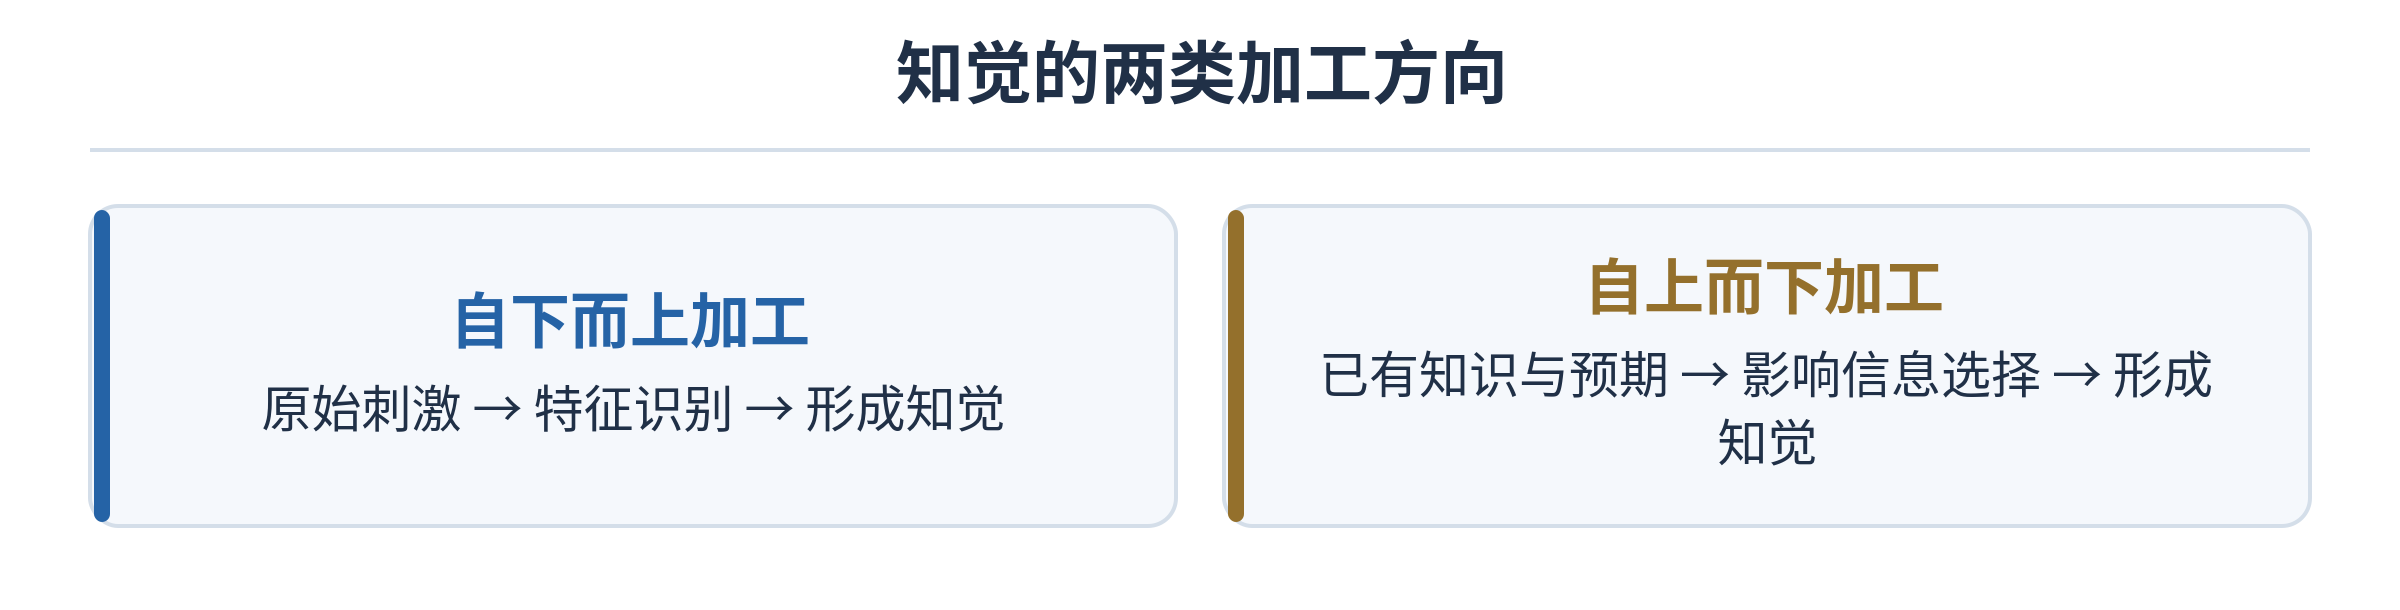 知觉的两类加工方向
自下而上加工
原始刺激 → 特征识别 → 形成知觉
自上而下加工
已有知识与预期 → 影响信息选择 → 形成
知觉